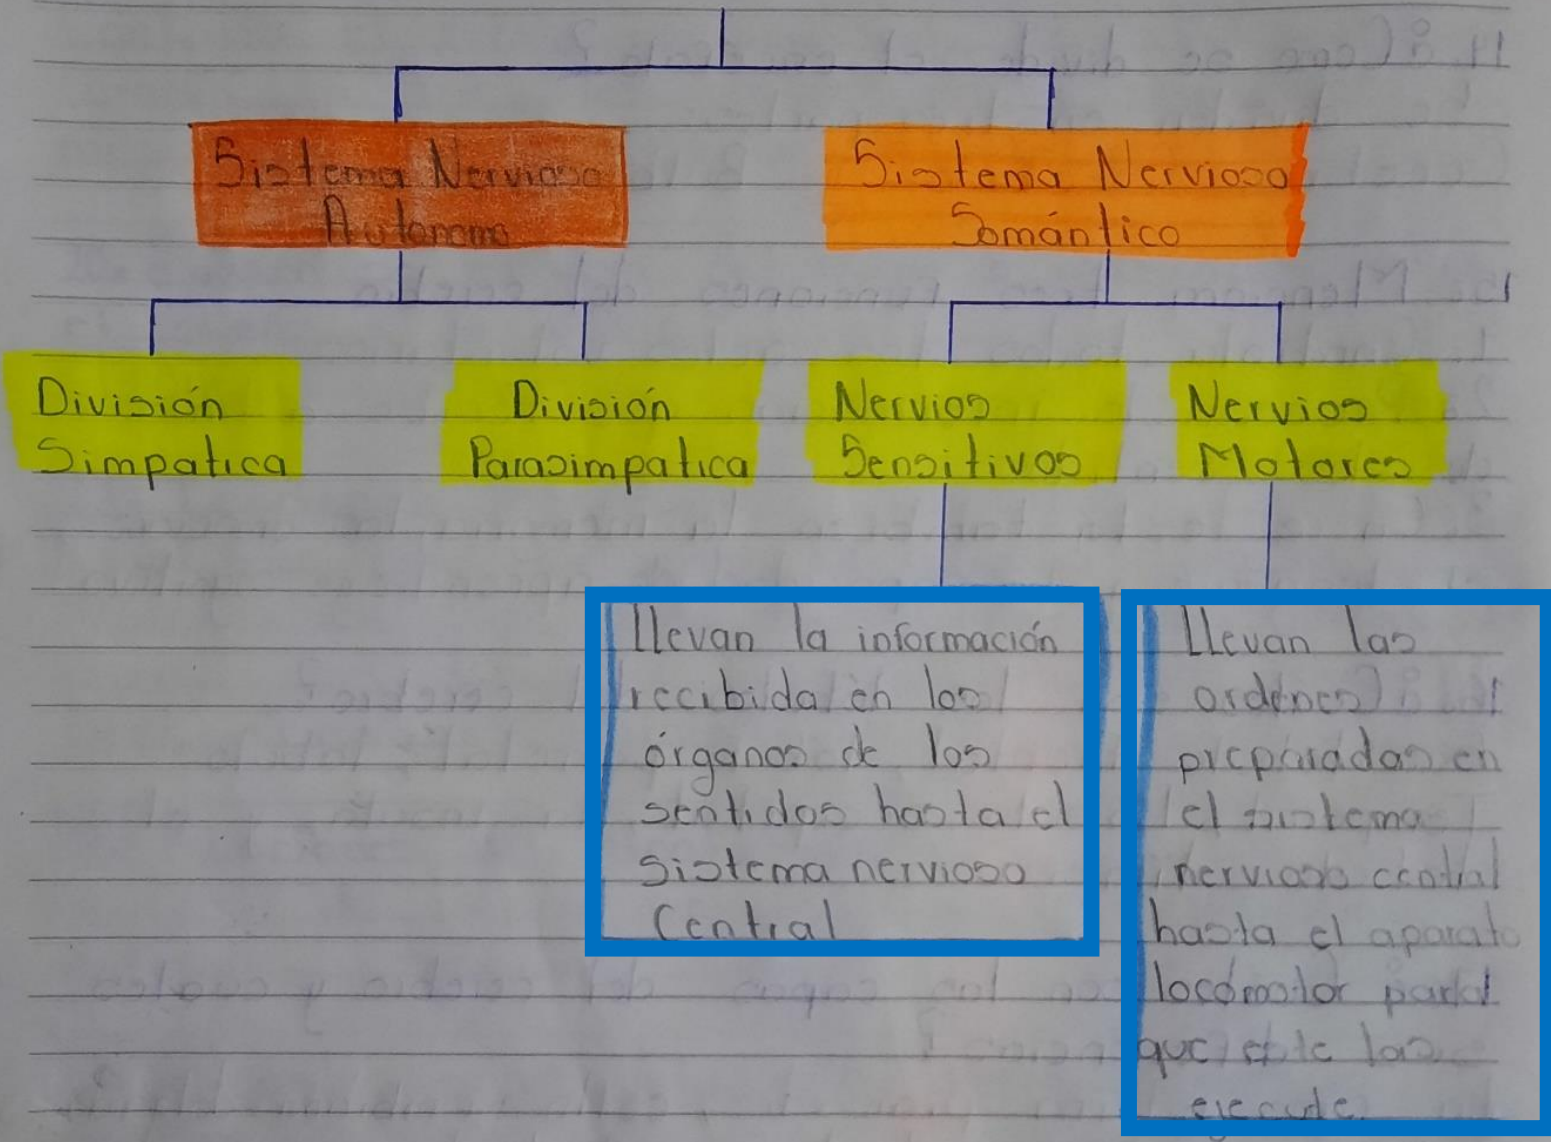 Sistema Nervioso
Autonomo
Sistema Nervioso
Somántico
División
Simpatica
División
Parasimpatica
Nervios
Sensitivos
Nervios
Motores
llevan la información
recibida en los
órganos de los
sentidos hasta el
sistema nervioso
Central
Llevan las
ordenes
preparadas en
el sistema
nervioso central
hasta el aparato
locomotor para
que este las
ejecute.